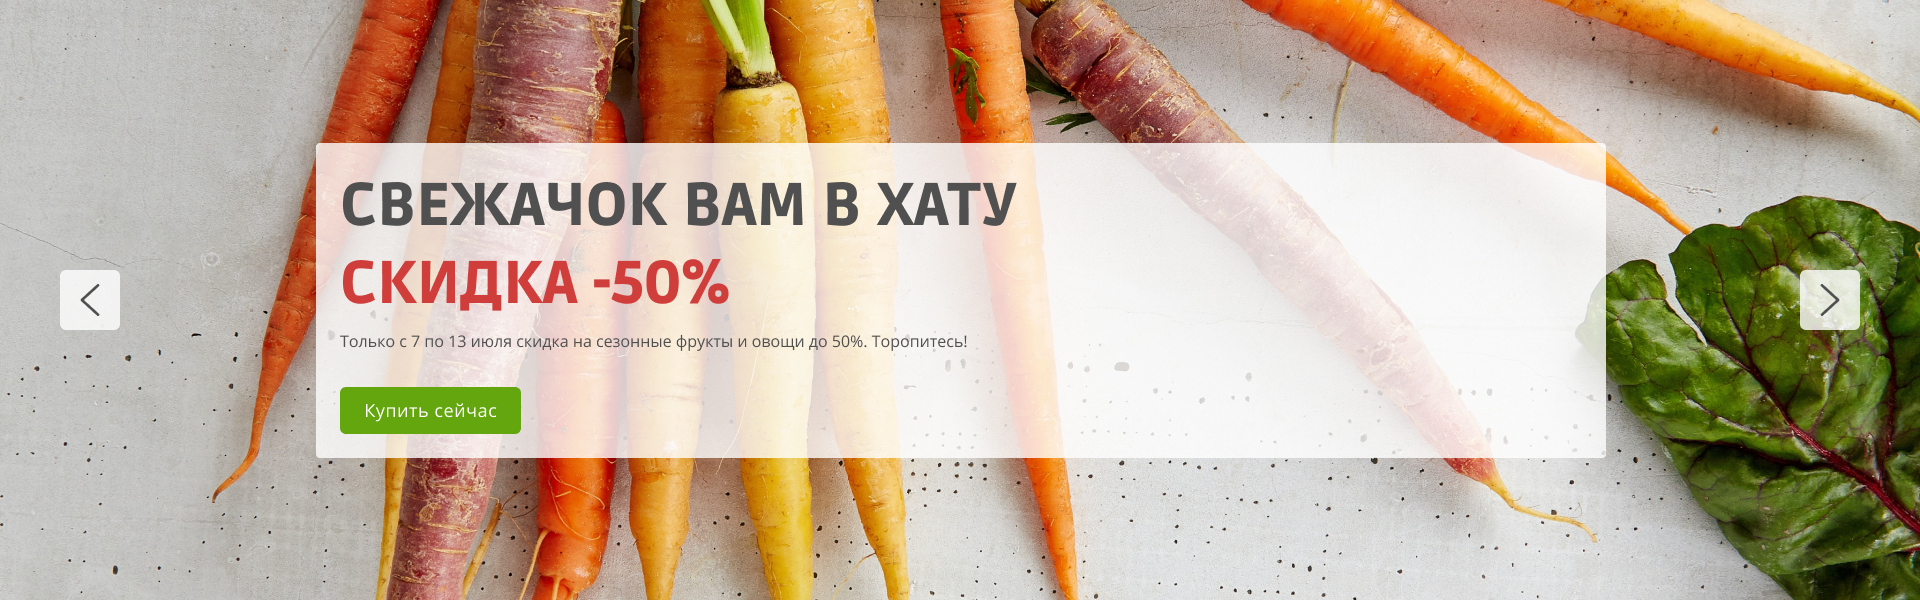 СВЕЖАЧОК ВАМ В ХАТУ
СКИДКА -50%
Только с 7 по 13 июля скидка на сезонные фрукты и овощи до 50%. Торопитесь!
Купить сейчас